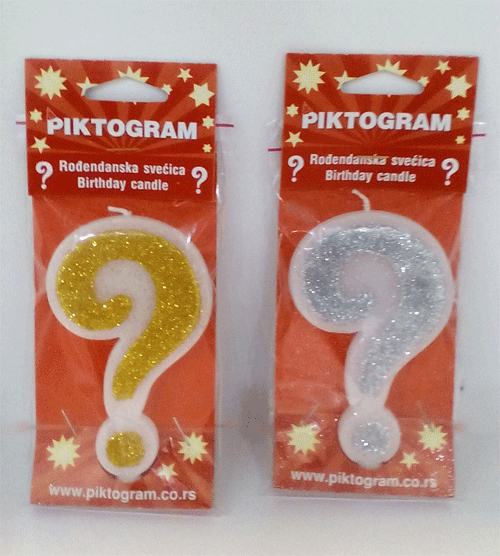 PIKTOGRAM
? Rođendanska svećica ?
Birthday candle
?
www.piktogram.co.rs
PIKTOGRAM
? Rođendanska svećica ?
Birthday candle
?
www.piktogram.co.rs